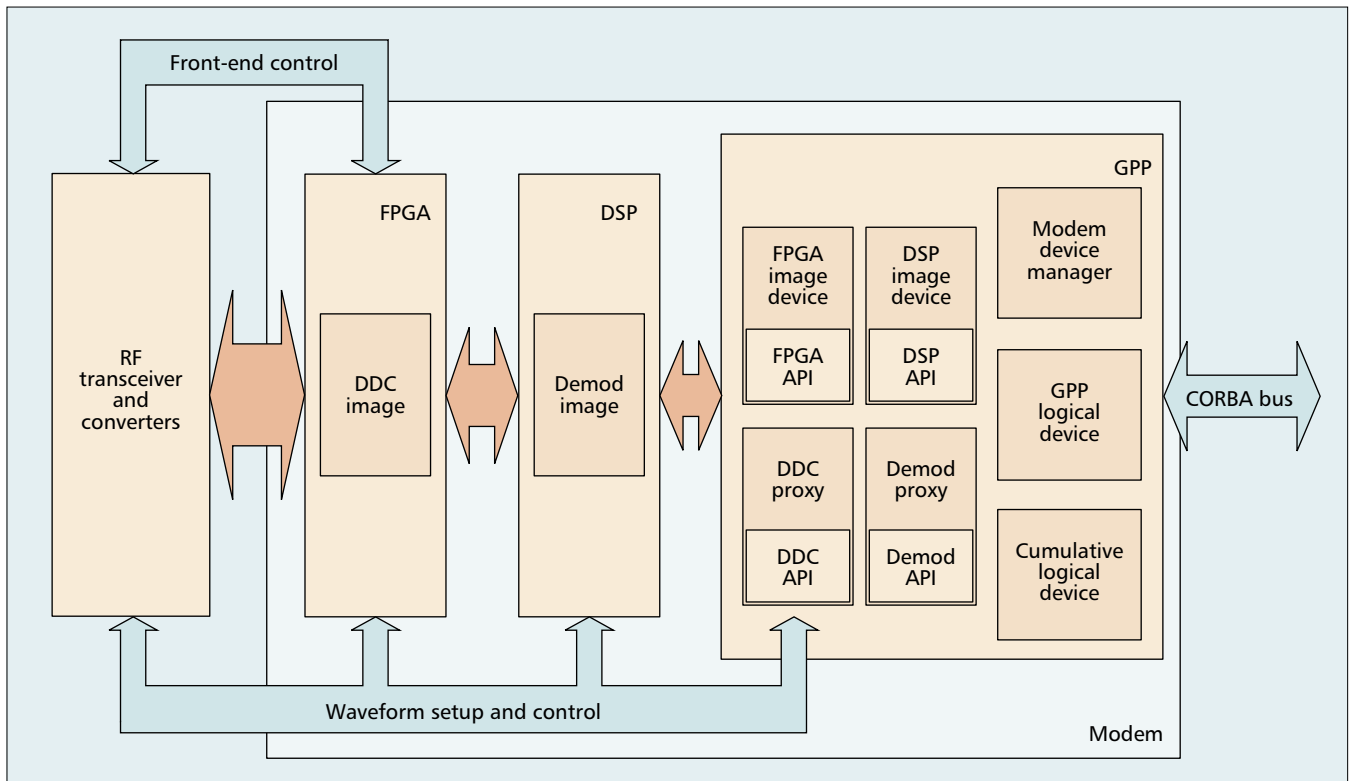 Front-end control
GPP
FPGA
DSP
Modem
device
manager
FPGA
image
device
DSP
image
device
FPGA
API
DSP
API
RF
transceiver
and
converters
DDC
image
Demod
image
GPP
logical
device
CORBA bus
DDC
proxy
Demod
proxy
DDC
API
Demod
API
Cumulative
logical
device
Waveform setup and control
Modem